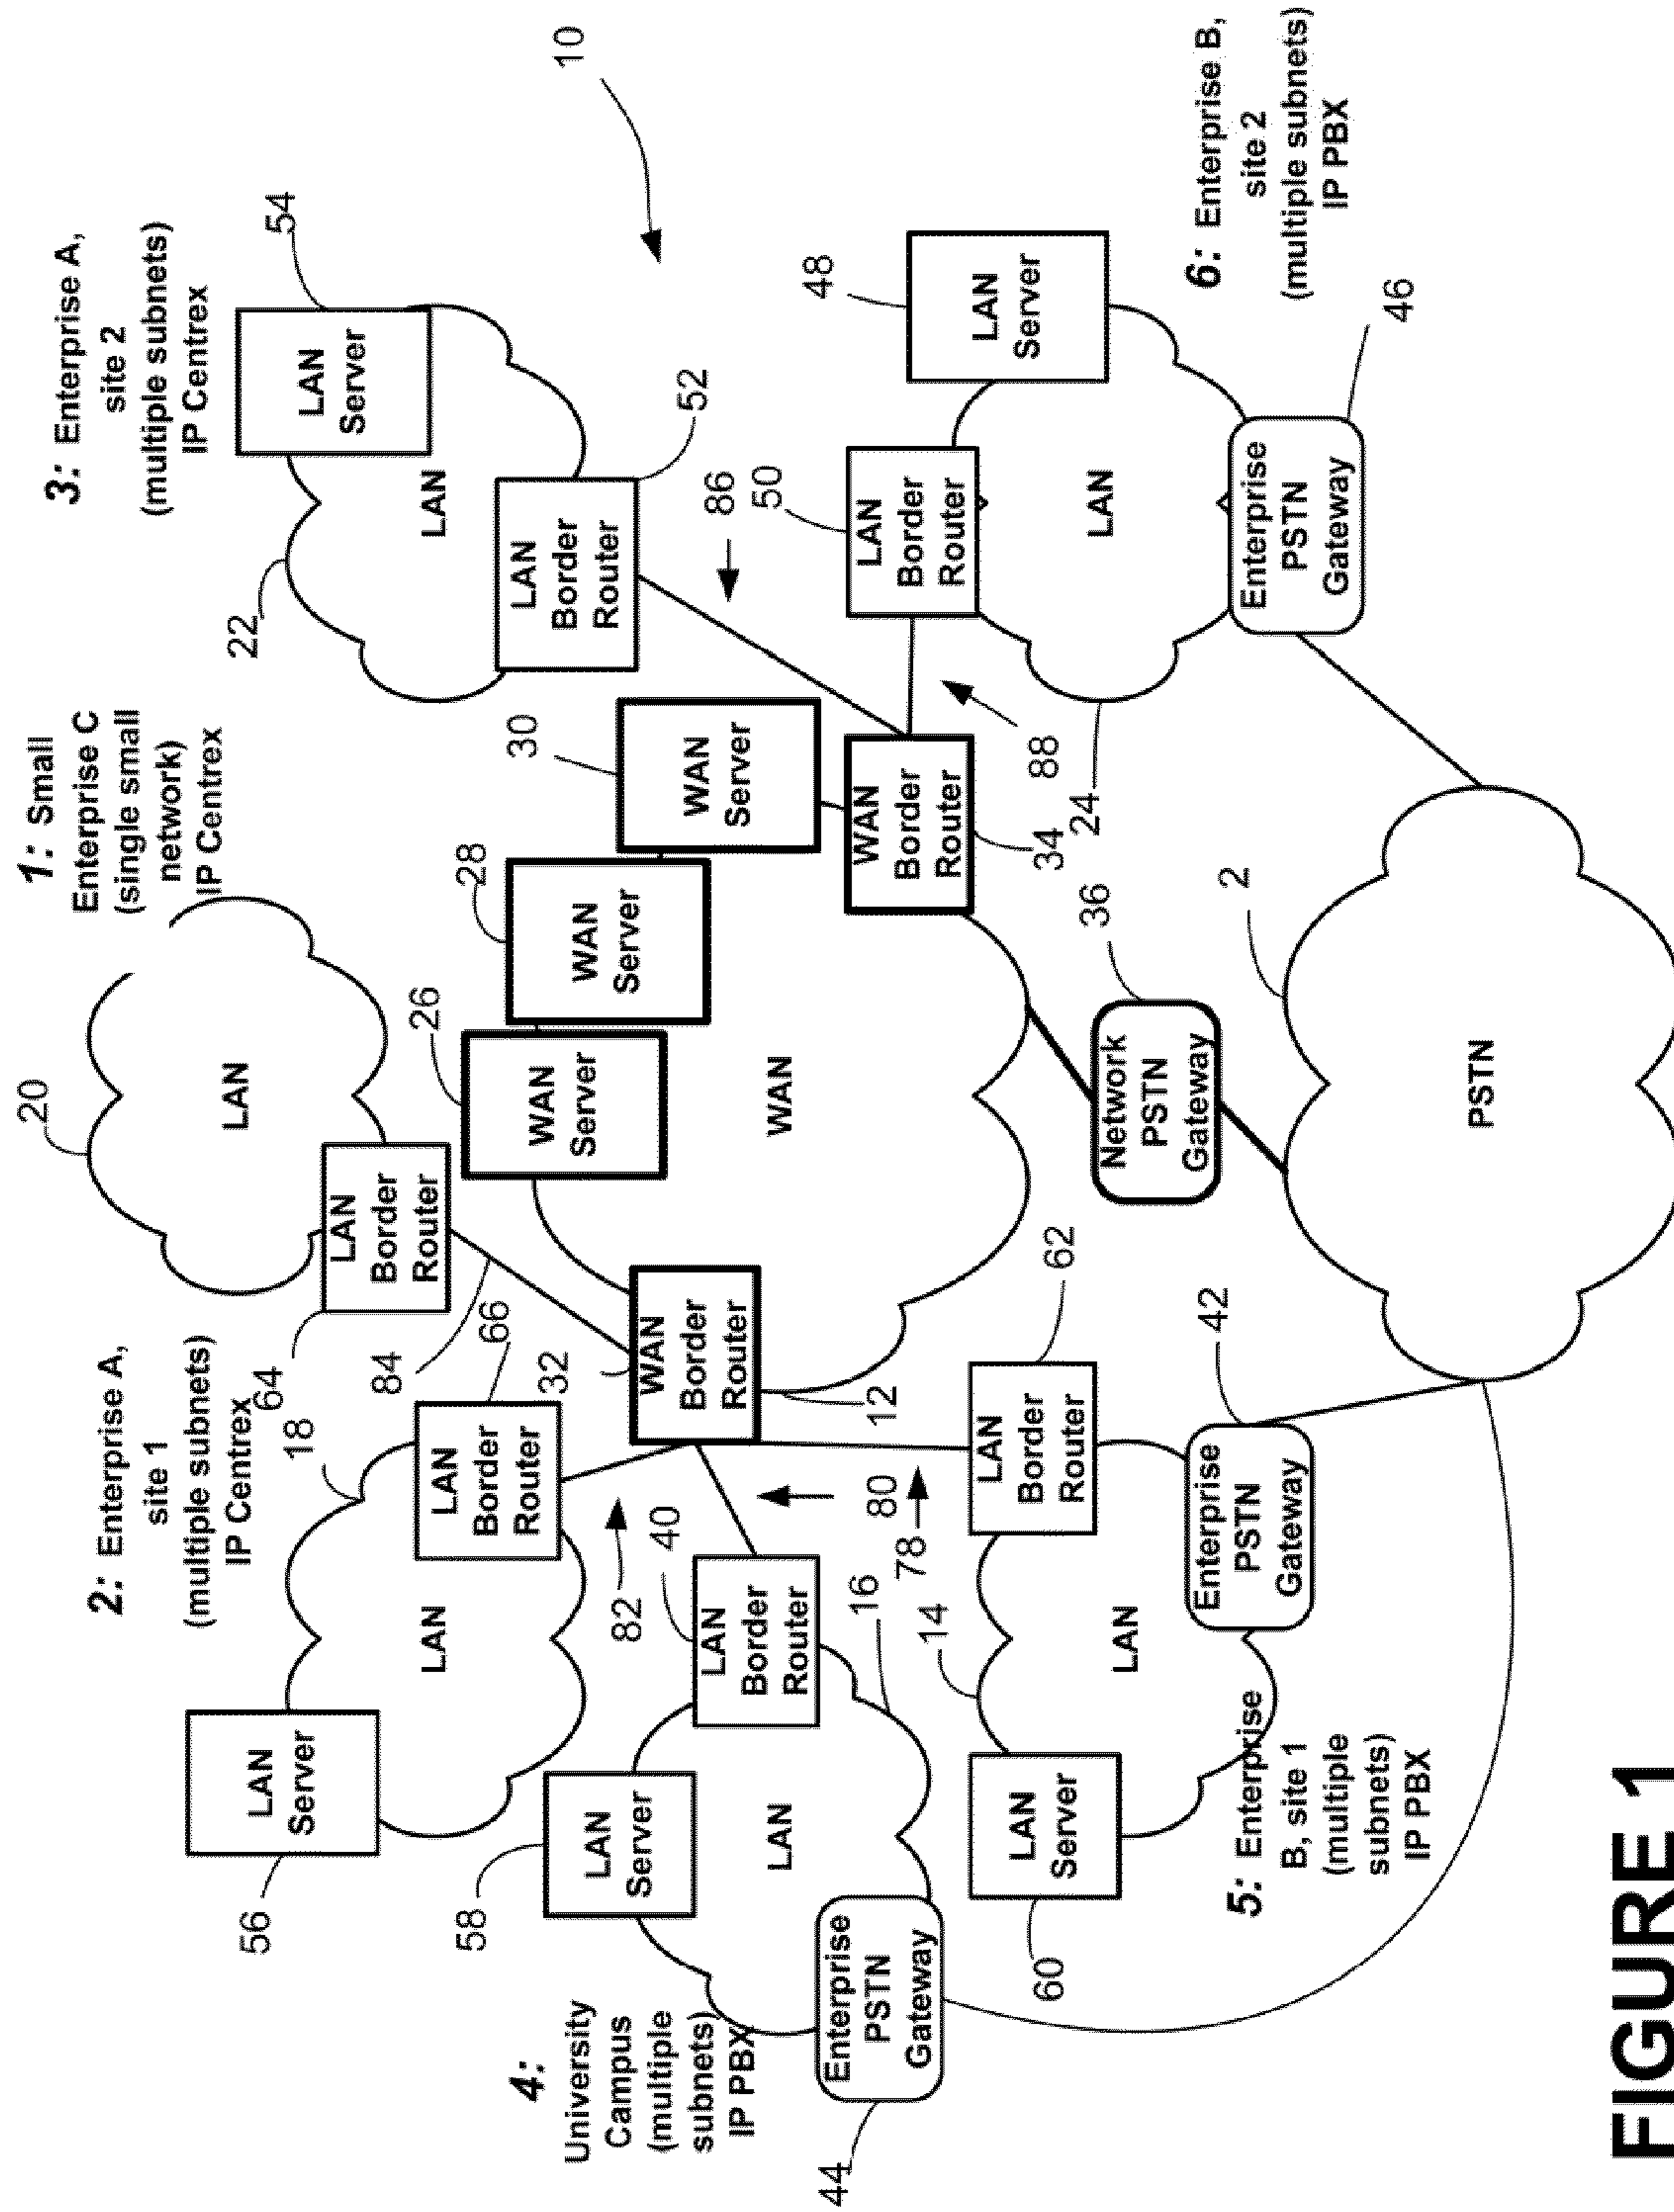 1: Small
Enterprise C
(single small
network)
IP Centrex
3: Enterprise A,
site 2
(multiple subnets)
IP Centrex
2: Enterprise A,
site 1
(multiple subnets)
IP Centrex
20
LAN
LAN
Border
Router
64
84
22
LAN
LAN
Server
54
LAN
Border
Router
52
86
10
56
LAN
Server
LAN
18
LAN
Border
Router
66
82
32
WAN
Border
Router
12
26
WAN
Server
28
WAN
Server
30
WAN
Server
WAN
WAN
Border
Router
34
88
4:
University
Campus
(multiple
subnets)
IP PBX
58
LAN
Server
LAN
40
LAN
Border
Router
16
80
78
44
Enterprise
PSTN
Gateway
60
LAN
Server
14
LAN
LAN
Border
Router
62
Enterprise
PSTN
Gateway
42
5: Enterprise
B, site 1
(multiple
subnets)
IP PBX
36
Network
PSTN
Gateway
2
PSTN
50
LAN
Border
Router
48
LAN
Server
LAN
24
Enterprise
PSTN
Gateway
46
6: Enterprise B,
site 2
(multiple subnets)
IP PBX
FIGURE 1